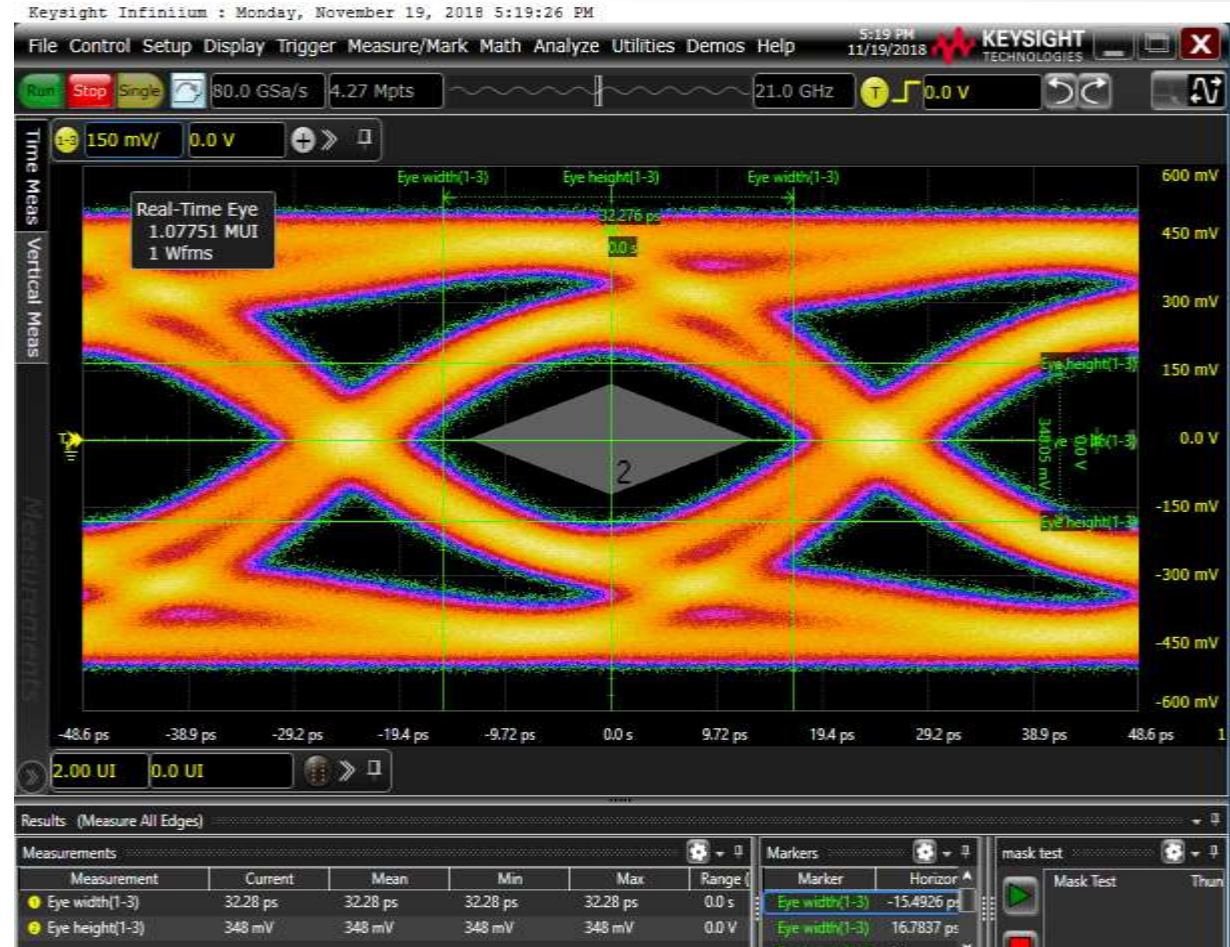 Keysight Infiniium : Monday, November 19, 2018 5:19:26 PM
File Control Setup Display Trigger Measure/Mark Math Analyze Utilities Demos Help
5:19 PM
11/19/2018
KEYSIGHT
TECHNOLOGIES
Run Stop Single 80.0 GSa/s 4.27 Mpts 21.0 GHz T 0.0 V
Time Meas
Vertical Meas
Measurements
1-3 150 mV/ 0.0 V
Eye width(1-3) Eye height(1-3) Eye width(1-3)
32.276 ps
0.0 s
Real-Time Eye
1.07751 MUI
1 Wfms
600 mV
450 mV
300 mV
150 mV
0.0 V
-150 mV
-300 mV
-450 mV
-600 mV
Eye height(1-3)
348.05 mV
0.0 V
Eye height(1-3)
2
-48.6 ps -38.9 ps -29.2 ps -19.4 ps -9.72 ps 0.0 s 9.72 ps 19.4 ps 29.2 ps 38.9 ps 48.6 ps 1
2.00 UI 0.0 UI
Results (Measure All Edges)
Measurements
Measurement Current Mean Min Max Range (
1 Eye width(1-3) 32.28 ps 32.28 ps 32.28 ps 32.28 ps 0.0 s
2 Eye height(1-3) 348 mV 348 mV 348 mV 348 mV 0.0 V
Markers
Marker Horizor
Eye width(1-3) -15.4926 ps
Eye width(1-3) 16.7837 ps
mask test
Mask Test Thun